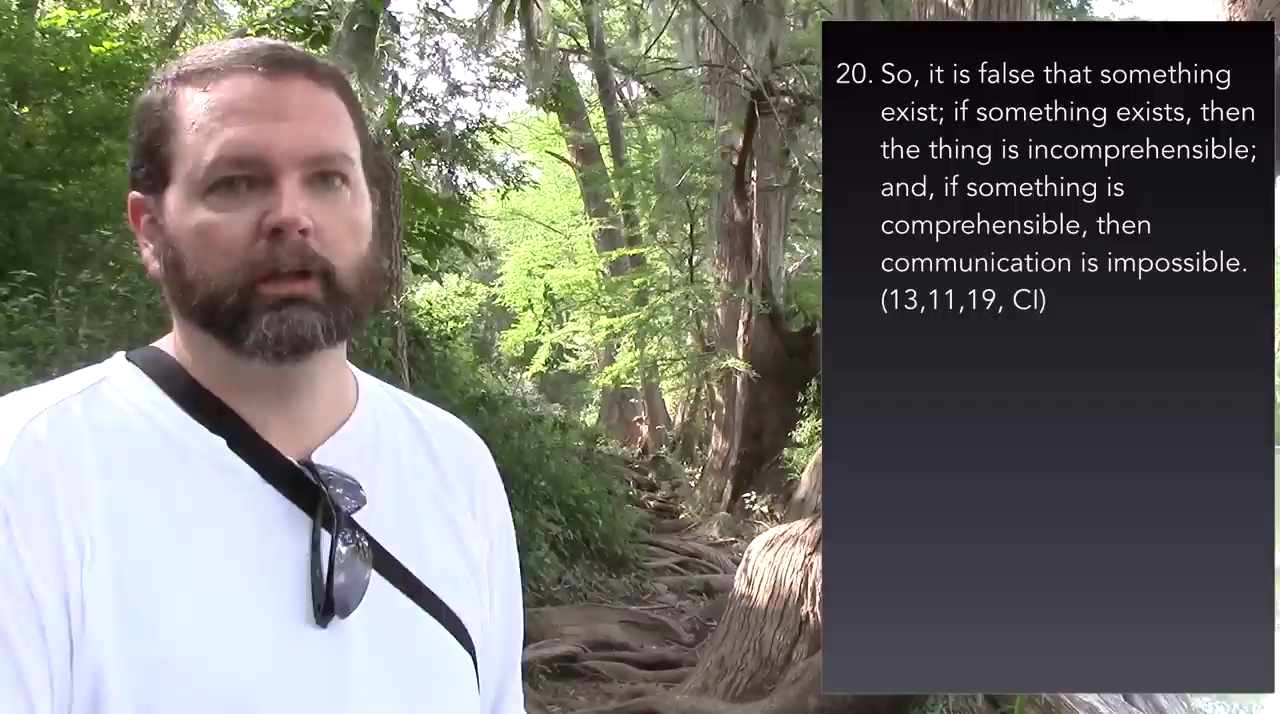 20. So, it is false that something
exist; if something exists, then
the thing is incomprehensible;
and, if something is
comprehensible, then
communication is impossible.
(13,11,19, CI)